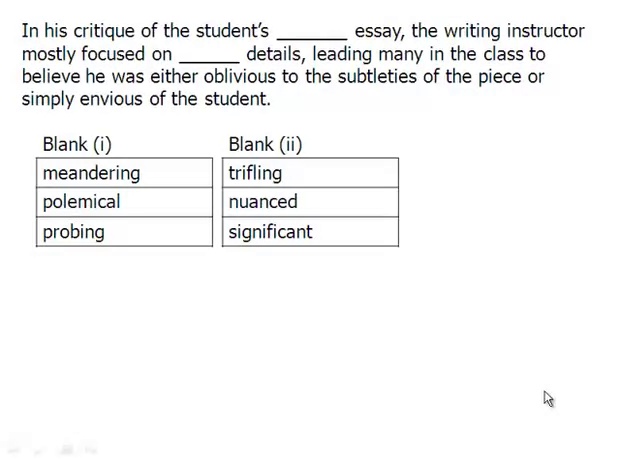 In his critique of the student’s _______ essay, the writing instructor
mostly focused on ______ details, leading many in the class to
believe he was either oblivious to the subtleties of the piece or
simply envious of the student.
Blank (i) Blank (ii)
meandering trifling
polemical nuanced
probing significant